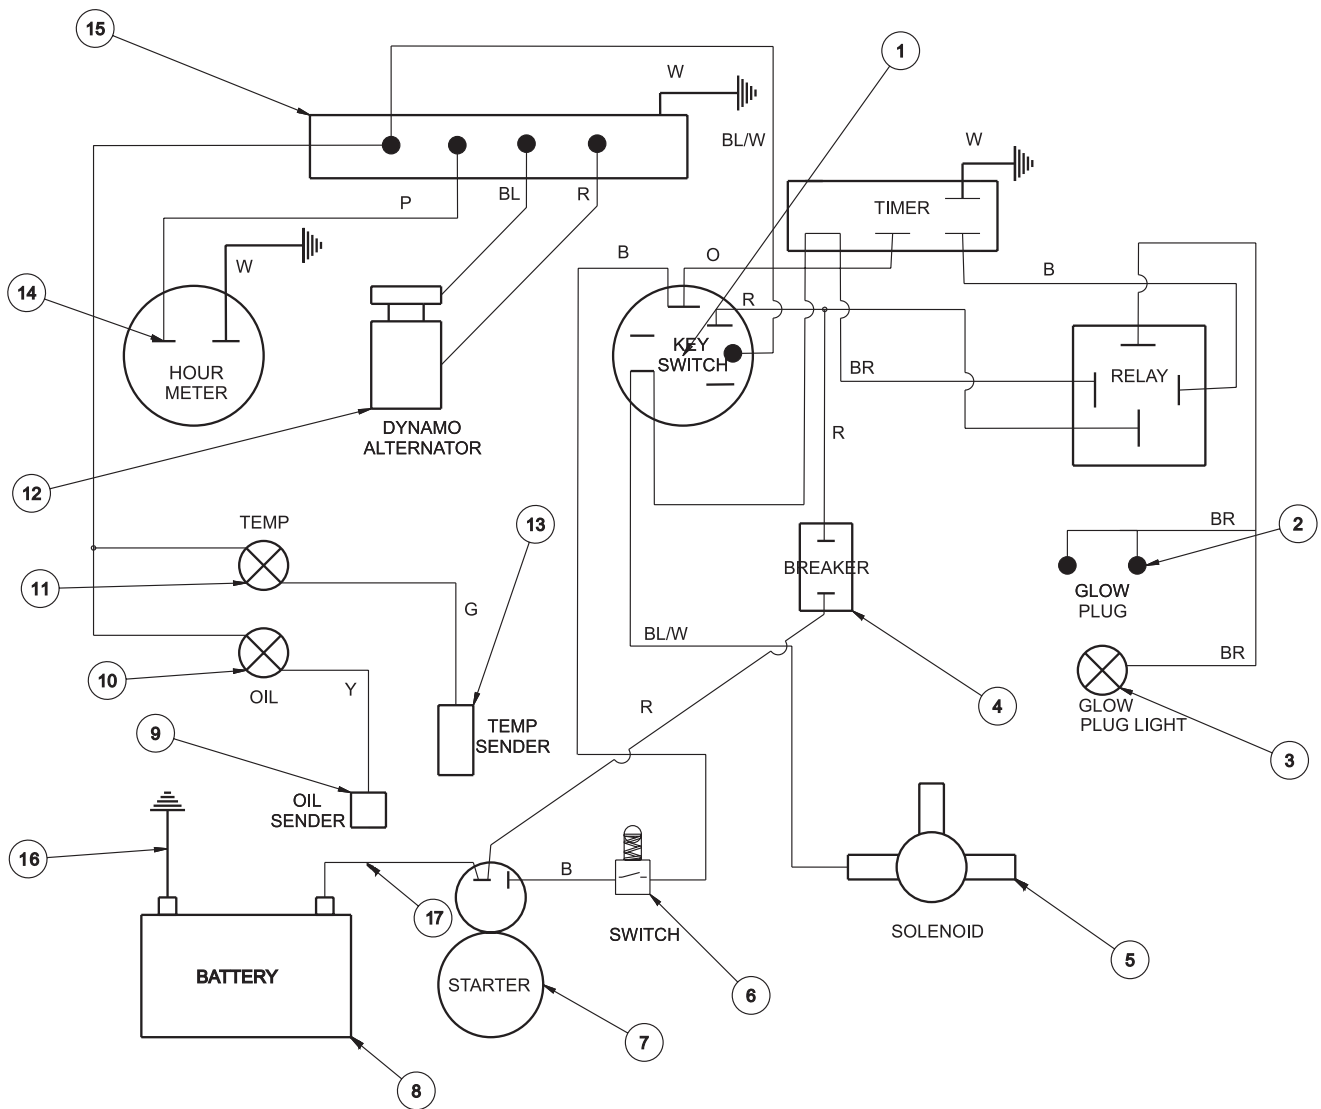 15
1
W
BL/W
W
BL
R
P
TIMER
B
O
W
B
14
R
KEY
SWITCH
HOUR
METER
BR
RELAY
DYNAMO
ALTERNATOR
R
12
TEMP
13
BR
2
11
BREAKER
G
GLOW
PLUG
BL/W
BR
10
OIL
Y
R
4
GLOW
PLUG LIGHT
9
TEMP
SENDER
3
OIL
SENDER
16
B
17
SWITCH
SOLENOID
5
BATTERY
STARTER
6
7
8